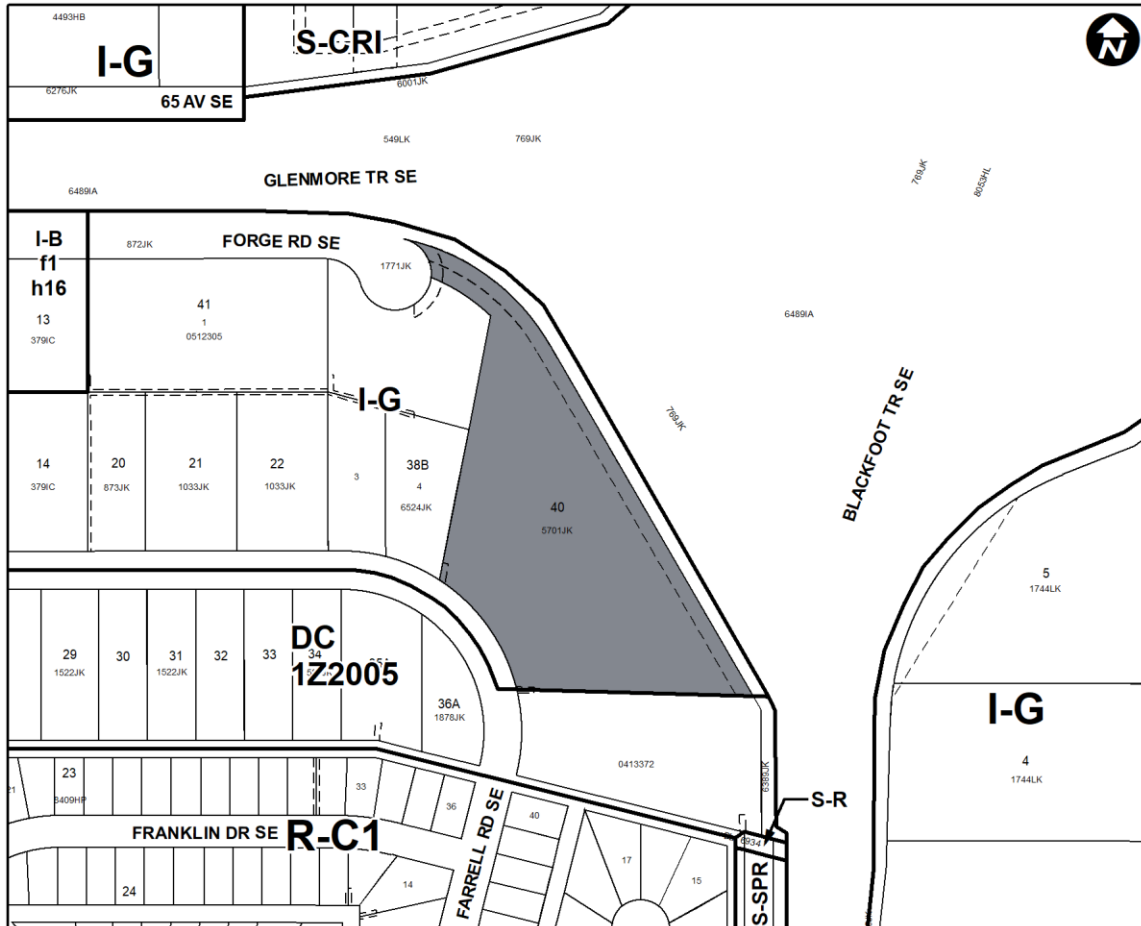 4493HB
S-CRI
N
I-G
6276JK
6001JK
65 AV SE
549LK
769JK
769JK
8053HL
GLENMORE TR SE
6489IA
I-B
f1
h16
872JK
FORGE RD SE
1771JK
41
1
0512305
13
379IC
6489IA
I-G
769JK
BLACKFOOT TR SE
14
379IC
20
873JK
21
1033JK
22
1033JK
3
38B
4
6524JK
40
5701JK
5
1744LK
DC
1Z2005
29
1522JK
30
31
1522JK
32
33
34
36A
1878JK
I-G
4
1744LK
0413372
6389JK
S-R
6934
23
8409HP
33
36
40
FRANKLIN DR SE
R-C1
FARRELL RD SE
17
15
14
24
S-SPR